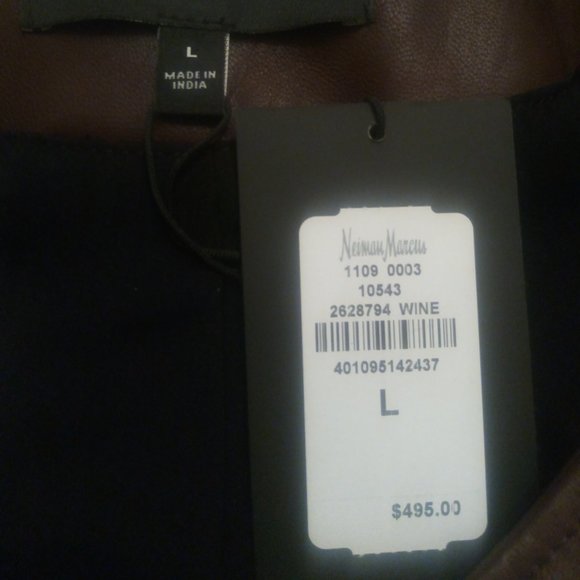 L
MADE IN
INDIA
Neiman Marcus
1109 0003
10543
2628794 WINE
401095142437
L
$495.00